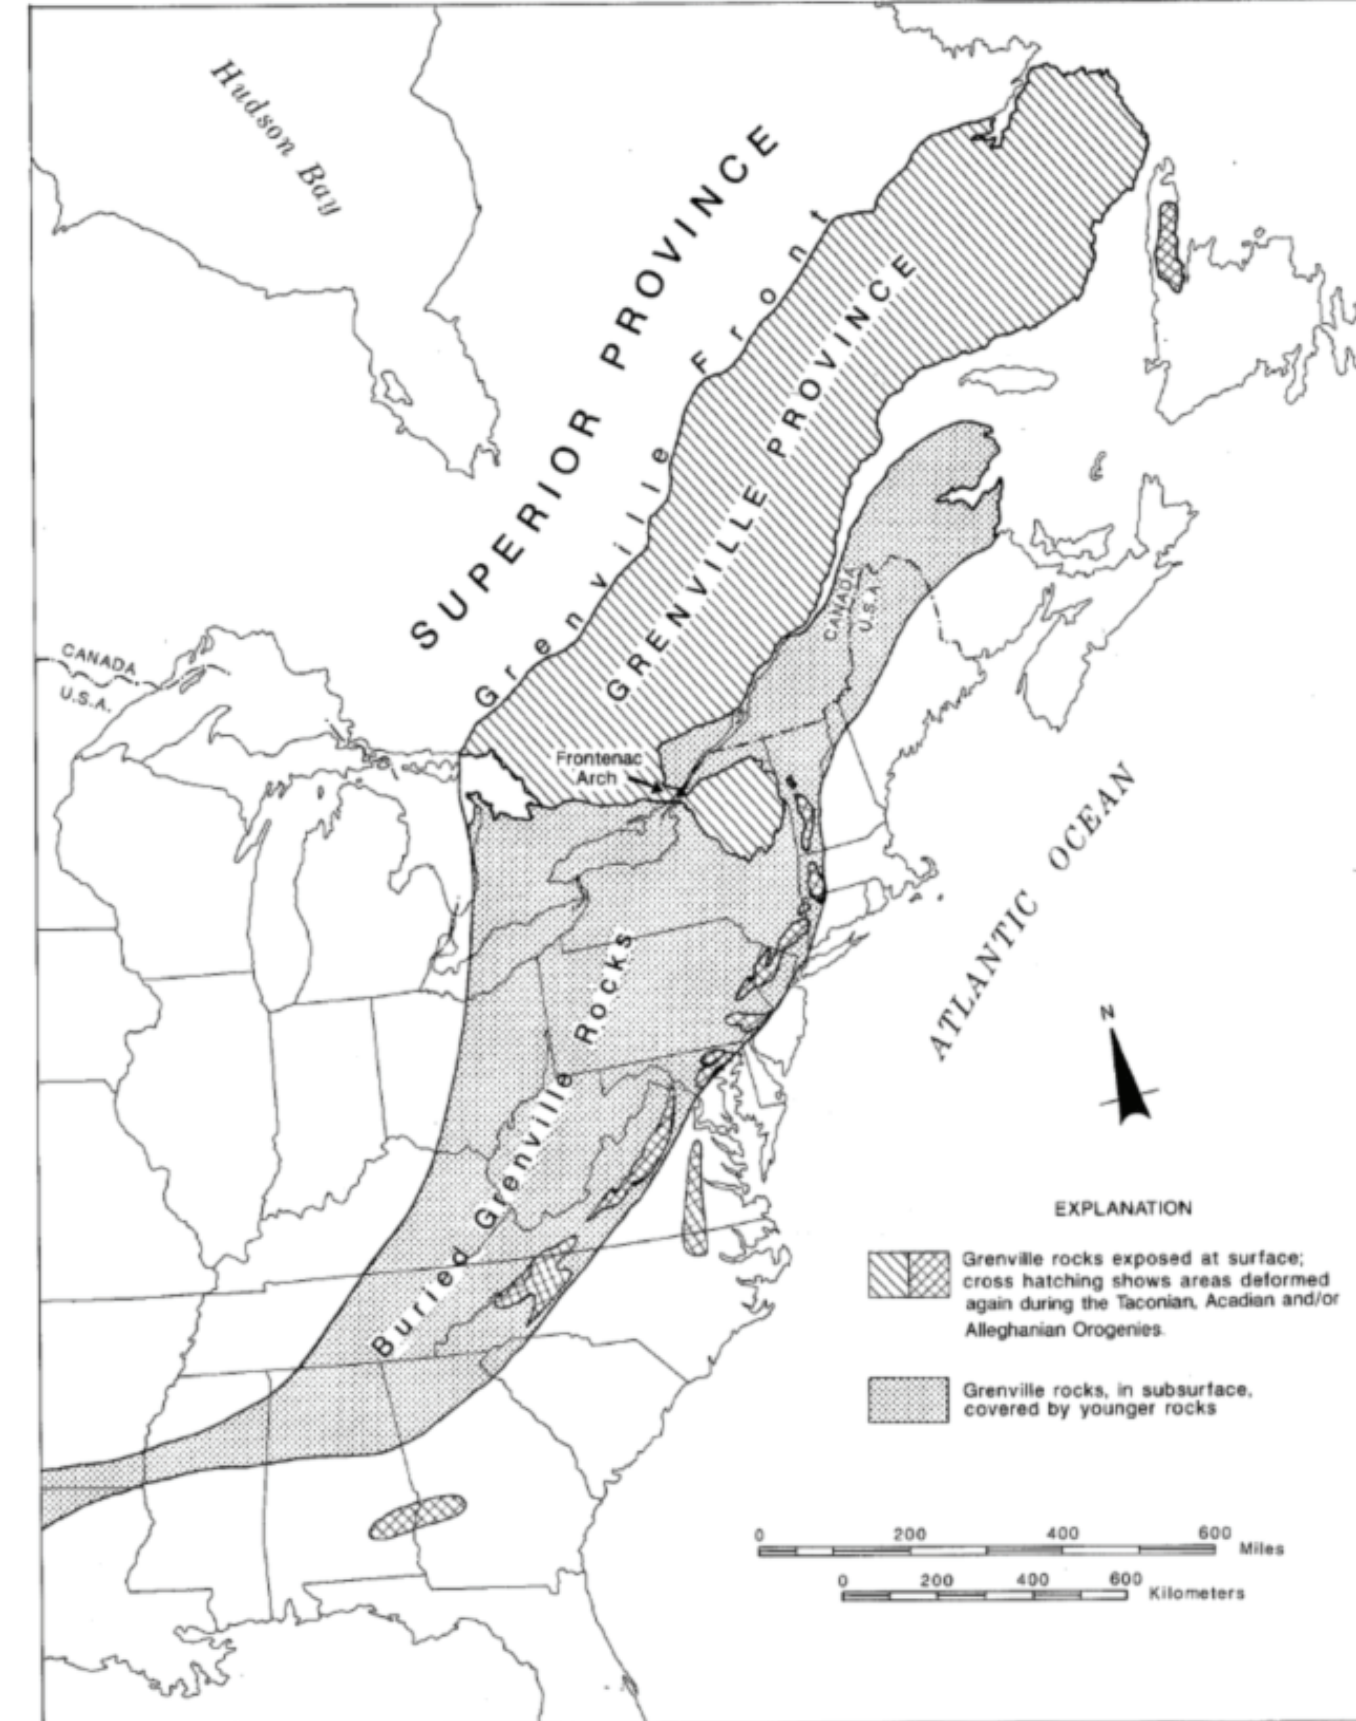 Hudson Bay
SUPERIOR PROVINCE
Grenville Front
GRENVILLE PROVINCE
CANADA
U.S.A.
CANADA
U.S.A
Frontenac
Arch
ATLANTIC OCEAN
Buried Grenville Rocks
N
EXPLANATION
Grenville rocks exposed at surface;
cross hatching shows areas deformed
again during the Taconian, Acadian and/or
Alleghanian Orogenies.
Grenville rocks, in subsurface,
covered by younger rocks
0 200 400 600 Miles
0 200 400 600 Kilometers